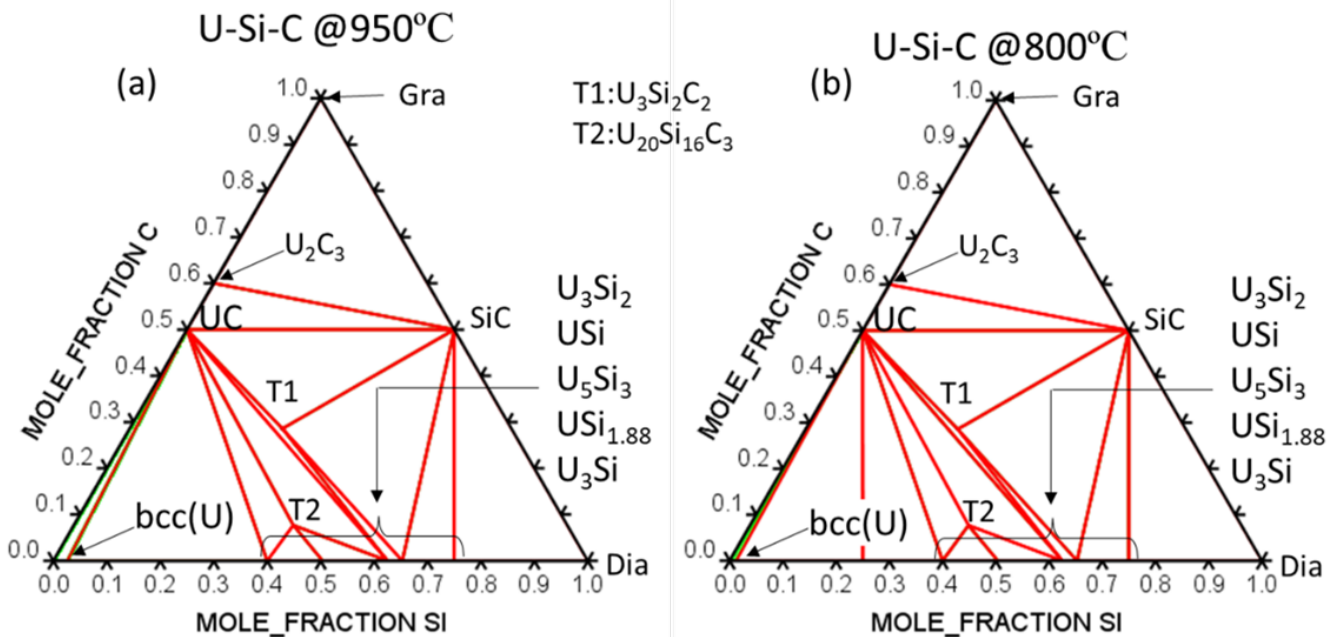 U-Si-C @950ºC
(a)
1.0
Gra
0.9
0.8
0.7
U₂C₃
0.6
0.5
UC
SiC
0.4
T1
0.3
0.2
0.1
bcc(U)
T2
0.0
Dia
0.0 0.1 0.2 0.3 0.4 0.5 0.6 0.7 0.8 0.9 1.0
MOLE_FRACTION C
MOLE_FRACTION SI
U₃Si₂
USi
U₅Si₃
USi₁.₈₈
U₃Si
T1:U₃Si₂C₂
T2:U₂₀Si₁₆C₃
U-Si-C @800ºC
(b)
1.0
Gra
0.9
0.8
0.7
U₂C₃
0.6
0.5
UC
SiC
0.4
T1
0.3
0.2
0.1
bcc(U)
T2
0.0
Dia
0.0 0.1 0.2 0.3 0.4 0.5 0.6 0.7 0.8 0.9 1.0
MOLE_FRACTION C
MOLE_FRACTION SI
U₃Si₂
USi
U₅Si₃
USi₁.₈₈
U₃Si